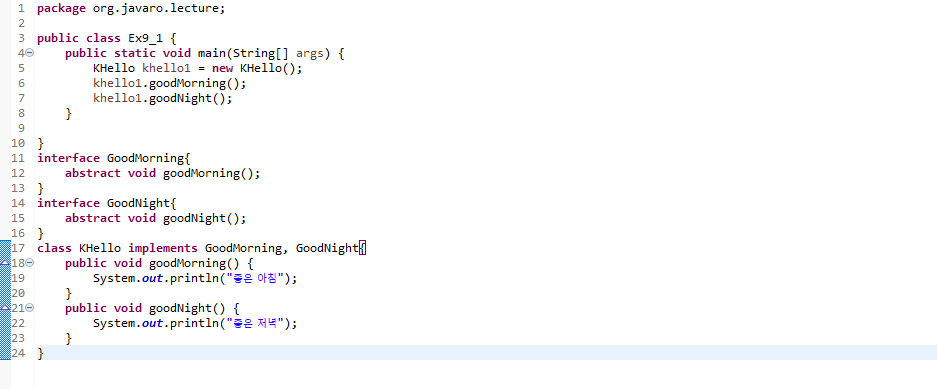 1 package org.javaro.lecture;
2
3 public class Ex9_1 {
4     public static void main(String[] args) {
5         KHello khello1 = new KHello();
6         khello1.goodMorning();
7         khello1.goodNight();
8     }
9
10 }
11 interface GoodMorning{
12     abstract void goodMorning();
13 }
14 interface GoodNight{
15     abstract void goodNight();
16 }
17 class KHello implements GoodMorning, GoodNight{
18     public void goodMorning() {
19         System.out.println("좋은 아침");
20     }
21     public void goodNight() {
22         System.out.println("좋은 저녁");
23     }
24 }